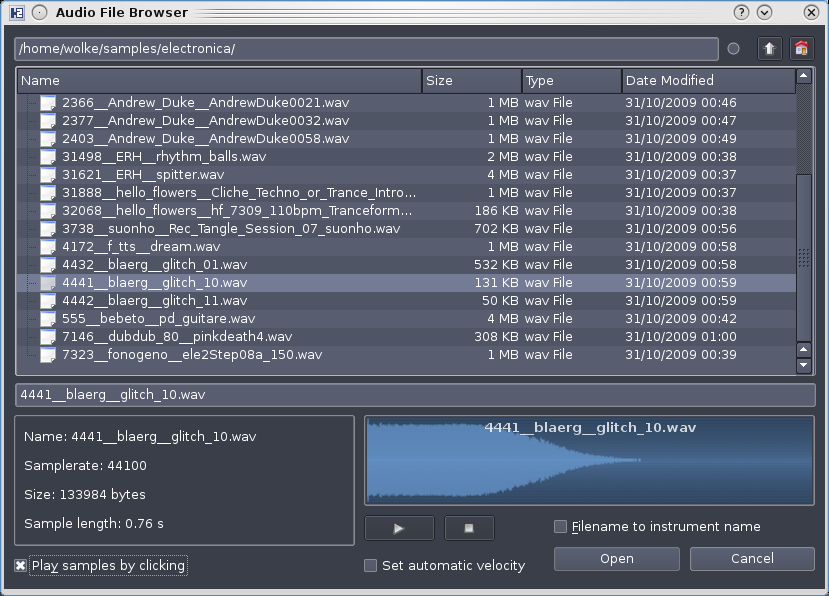 Audio File Browser
/home/wolke/samples/electronica/
Name Size Type Date Modified
2366__Andrew_Duke__AndrewDuke0021.wav 1 MB wav File 31/10/2009 00:46
2377__Andrew_Duke__AndrewDuke0032.wav 1 MB wav File 31/10/2009 00:47
2403__Andrew_Duke__AndrewDuke0058.wav 1 MB wav File 31/10/2009 00:49
31498__ERH__rhythm_balls.wav 2 MB wav File 31/10/2009 00:38
31621__ERH__spitter.wav 4 MB wav File 31/10/2009 00:37
31888__hello_flowers__Cliche_Techno_or_Trance_Intro... 1 MB wav File 31/10/2009 00:37
32068__hello_flowers__hf_7309_110bpm_Tranceform... 186 KB wav File 31/10/2009 00:38
3738__suonho__Rec_Tangle_Session_07_suonho.wav 702 KB wav File 31/10/2009 00:56
4172__f_tts__dream.wav 1 MB wav File 31/10/2009 00:58
4432__blaerg__glitch_01.wav 532 KB wav File 31/10/2009 00:58
4441__blaerg__glitch_10.wav 131 KB wav File 31/10/2009 00:59
4442__blaerg__glitch_11.wav 50 KB wav File 31/10/2009 00:59
555__bebeto__pd_guitare.wav 4 MB wav File 31/10/2009 00:42
7146__dubdub_80__pinkdeath4.wav 308 KB wav File 31/10/2009 01:00
7323__fonogeno__ele2Step08a_150.wav 1 MB wav File 31/10/2009 00:39
4441__blaerg__glitch_10.wav
Name: 4441__blaerg__glitch_10.wav
Samplerate: 44100
Size: 133984 bytes
Sample length: 0.76 s
4441__blaerg__glitch_10.wav
Filename to instrument name
Play samples by clicking
Set automatic velocity
Open
Cancel